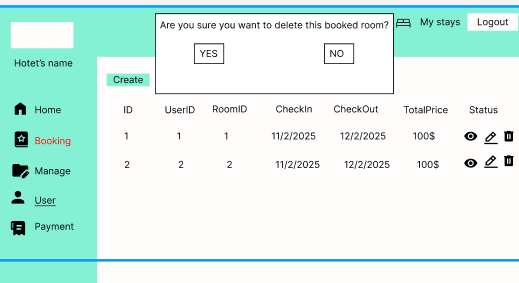 Are you sure you want to delete this booked room?
YES NO
My stays Logout
Hotet's name
Create
ID UserID RoomID CheckIn CheckOut TotalPrice Status
Home
1 1 1 11/2/2025 12/2/2025 100$
Booking
2 2 2 11/2/2025 12/2/2025 100$
Manage
User
Payment